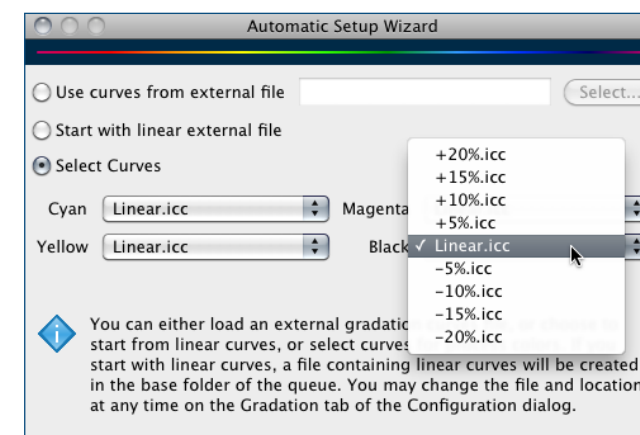 Automatic Setup Wizard
Use curves from external file
Select...
Start with linear external file
Select Curves
Cyan Linear.icc Magenta
Yellow Linear.icc Black
+20%.icc
+15%.icc
+10%.icc
+5%.icc
✓ Linear.icc
-5%.icc
-10%.icc
-15%.icc
-20%.icc
You can either load an external gradatio
start from linear curves, or select curves
start with linear curves, a file containing linear curves will be created
in the base folder of the queue. You may change the file and location
at any time on the Gradation tab of the Configuration dialog.